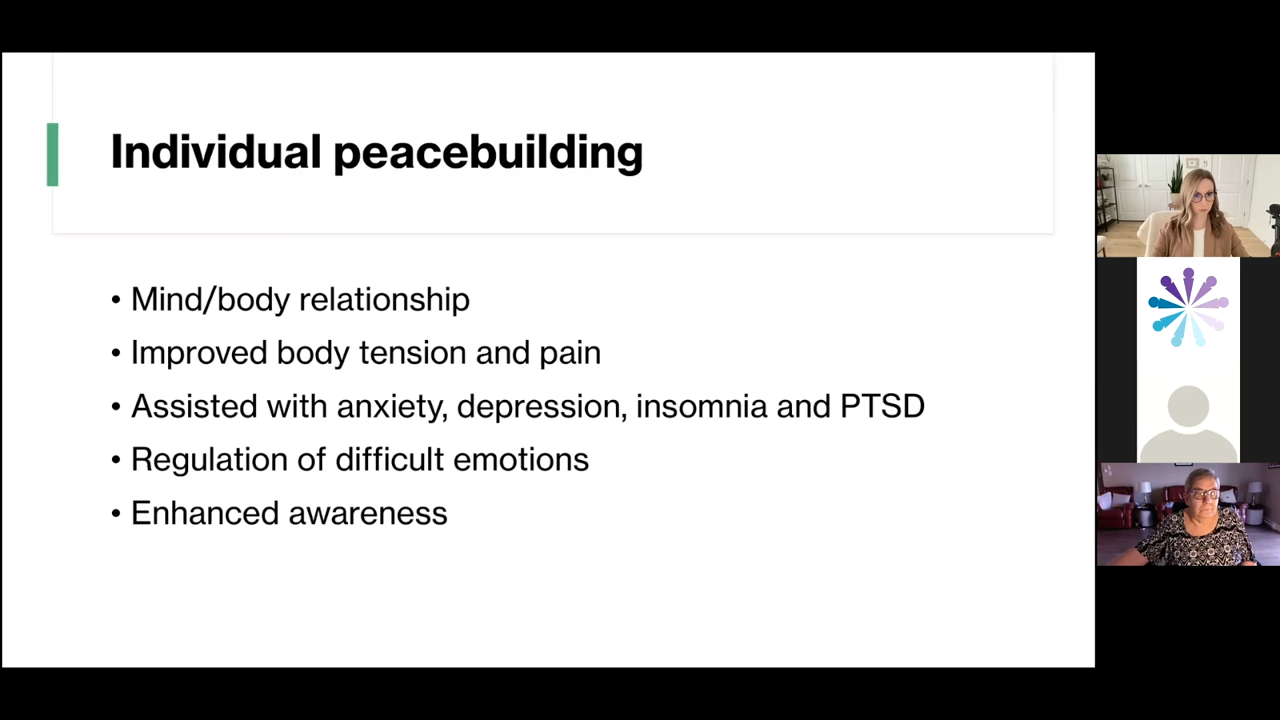 Individual peacebuilding
• Mind/body relationship
• Improved body tension and pain
• Assisted with anxiety, depression, insomnia and PTSD
• Regulation of difficult emotions
• Enhanced awareness